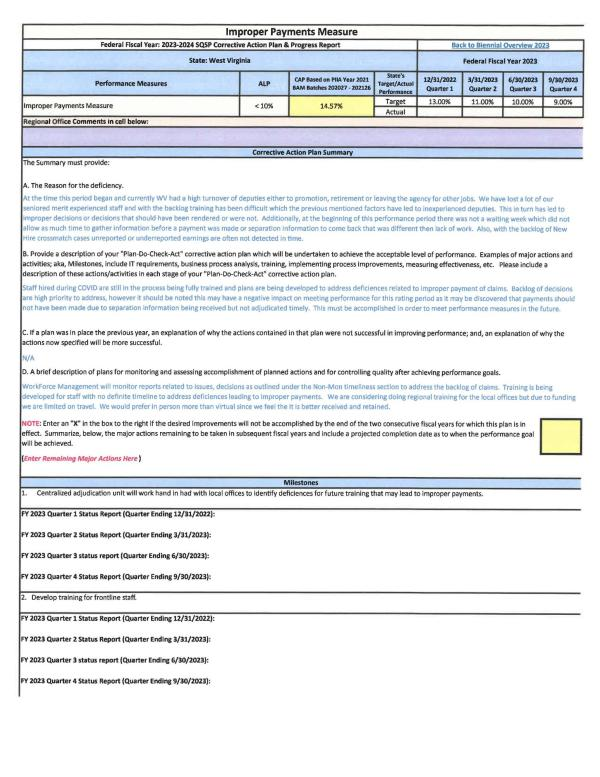 Improper Payments Measure
Federal Fiscal Year: 2023-2024 SQSP Corrective Action Plan & Progress Report
Back to Biennial Overview 2023
State: West Virginia
Federal Fiscal Year 2023
Performance Measures
ALP
CAP Based on PIIA Year 2021
BAM Batches 202027 - 202126
State's
Target/Actual
Performance
12/31/2022
Quarter 1
3/31/2023
Quarter 2
6/30/2023
Quarter 3
9/30/2023
Quarter 4
Improper Payments Measure
< 10%
14.57%
Target
13.00%
11.00%
10.00%
9.00%
Actual
Regional Office Comments in cell below:
Corrective Action Plan Summary
The Summary must provide:
A. The Reason for the deficiency.
At the time this period began and currently WV had a high turnover of deputies either to promotion, retirement or leaving the agency for other jobs. We have lost a lot of our
seniored merit experienced staff and with the backlog training has been difficult which the previous mentioned factors have led to inexperienced deputies. This in turn has led to
improper decisions or decisions that should have been rendered or were not. Additionally, at the beginning of this performance period there was not a waiting week which did not
allow as much time to gather information before a payment was made or separation information to come back that was different then lack of work. Also, with the backlog of New
Hire crossmatch cases unreported or underreported earnings are often not detected in time.
B. Provide a description of your "Plan-Do-Check-Act" corrective action plan which will be undertaken to achieve the acceptable level of performance. Examples of major actions and
activities; aka, Milestones, include IT requirements, business process analysis, training, implementing process improvements, measuring effectiveness, etc. Please include a
description of these actions/activities in each stage of your "Plan-Do-Check-Act" corrective action plan.
Staff hired during COVID are still in the process being fully trained and plans are being developed to address deficiencies related to improper payment of claims. Backlog of decisions
are high priority to address, however it should be noted this may have a negative impact on meeting performance for this rating period as it may be discovered that payments should
not have been made due to separation information being received but not adjudicated timely. This must be accomplished in order to meet performance measures in the future.
C. If a plan was in place the previous year, an explanation of why the actions contained in that plan were not successful in improving performance; and, an explanation of why the
actions now specified will be more successful.
N/A
D. A brief description of plans for monitoring and assessing accomplishment of planned actions and for controlling quality after achieving performance goals.
WorkForce Management will monitor reports related to issues, decisions as outlined under the Non-Mon timeliness section to address the backlog of claims. Training is being
developed for staff with no definite timeline to address deficiencies leading to improper payments. We are considering doing regional training for the local offices but due to funding
we are limited on travel. We would prefer in person more than virtual since we feel the it is better received and retained.
NOTE: Enter an "X" in the box to the right if the desired improvements will not be accomplished by the end of the two consecutive fiscal years for which this plan is in
effect. Summarize, below, the major actions remaining to be taken in subsequent fiscal years and include a projected completion date as to when the performance goal
will be achieved.
(Enter Remaining Major Actions Here )
Milestones
1. Centralized adjudication unit will work hand in had with local offices to identify deficiences for future training that may lead to improper payments.
FY 2023 Quarter 1 Status Report (Quarter Ending 12/31/2022):
FY 2023 Quarter 2 Status Report (Quarter Ending 3/31/2023):
FY 2023 Quarter 3 status report (Quarter Ending 6/30/2023):
FY 2023 Quarter 4 Status Report (Quarter Ending 9/30/2023):
2. Develop training for frontline staff.
FY 2023 Quarter 1 Status Report (Quarter Ending 12/31/2022):
FY 2023 Quarter 2 Status Report (Quarter Ending 3/31/2023):
FY 2023 Quarter 3 status report (Quarter Ending 6/30/2023):
FY 2023 Quarter 4 Status Report (Quarter Ending 9/30/2023):